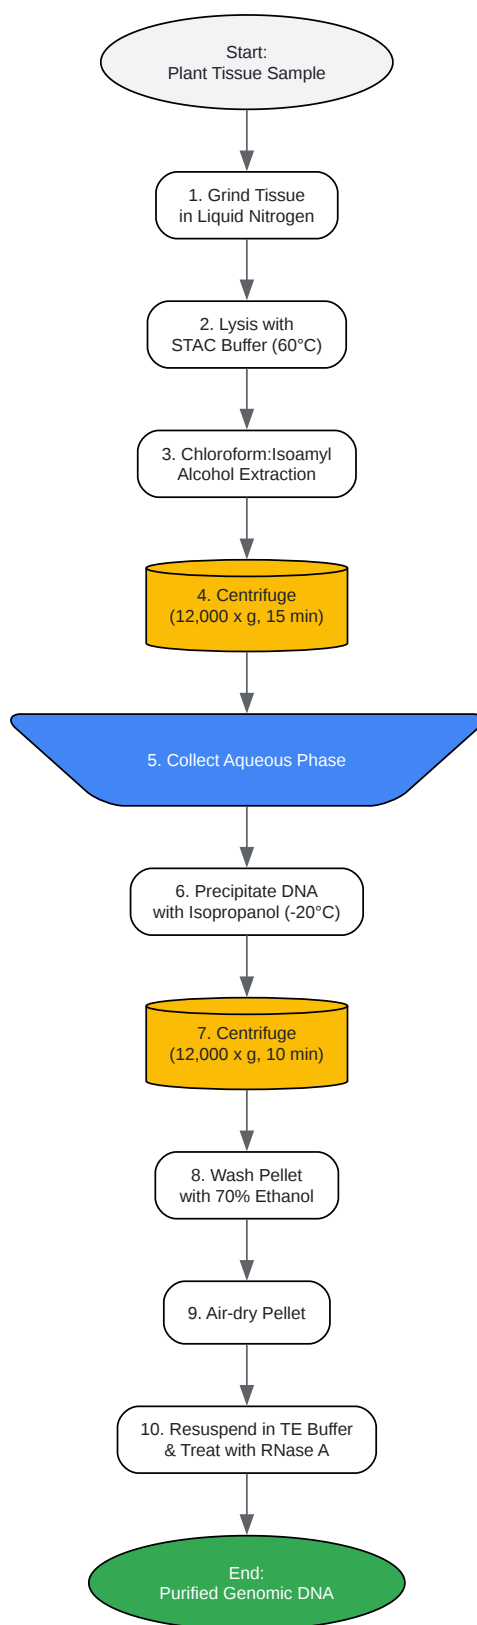 Start:
Plant Tissue Sample
1. Grind Tissue
in Liquid Nitrogen
2. Lysis with
STAC Buffer (60°C)
3. Chloroform:Isoamyl
Alcohol Extraction
4. Centrifuge
(12,000 x g, 15 min)
5. Collect Aqueous Phase
6. Precipitate DNA
with Isopropanol (-20°C)
7. Centrifuge
(12,000 x g, 10 min)
8. Wash Pellet
with 70% Ethanol
9. Air-dry Pellet
10. Resuspend in TE Buffer
& Treat with RNase A
End:
Purified Genomic DNA